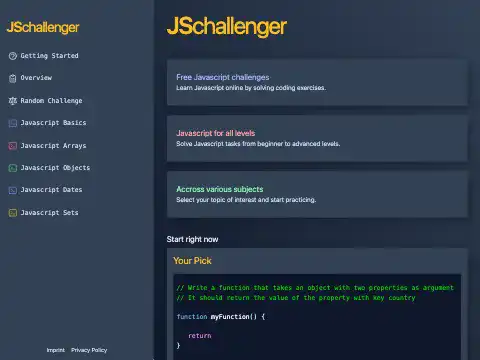 JSchallenger
Getting Started
Overview
Random Challenge
Javascript Basics
Javascript Arrays
Javascript Objects
Javascript Dates
Javascript Sets
Imprint Privacy Policy
JSchallenger
Free Javascript challenges
Learn Javascript online by solving coding exercises.
Javascript for all levels
Solve Javascript tasks from beginner to advanced levels.
Accross various subjects
Select your topic of interest and start practicing.
Start right now
Your Pick
// Write a function that takes an object with two properties as argument
// It should return the value of the property with key country
function myFunction() {
return
}